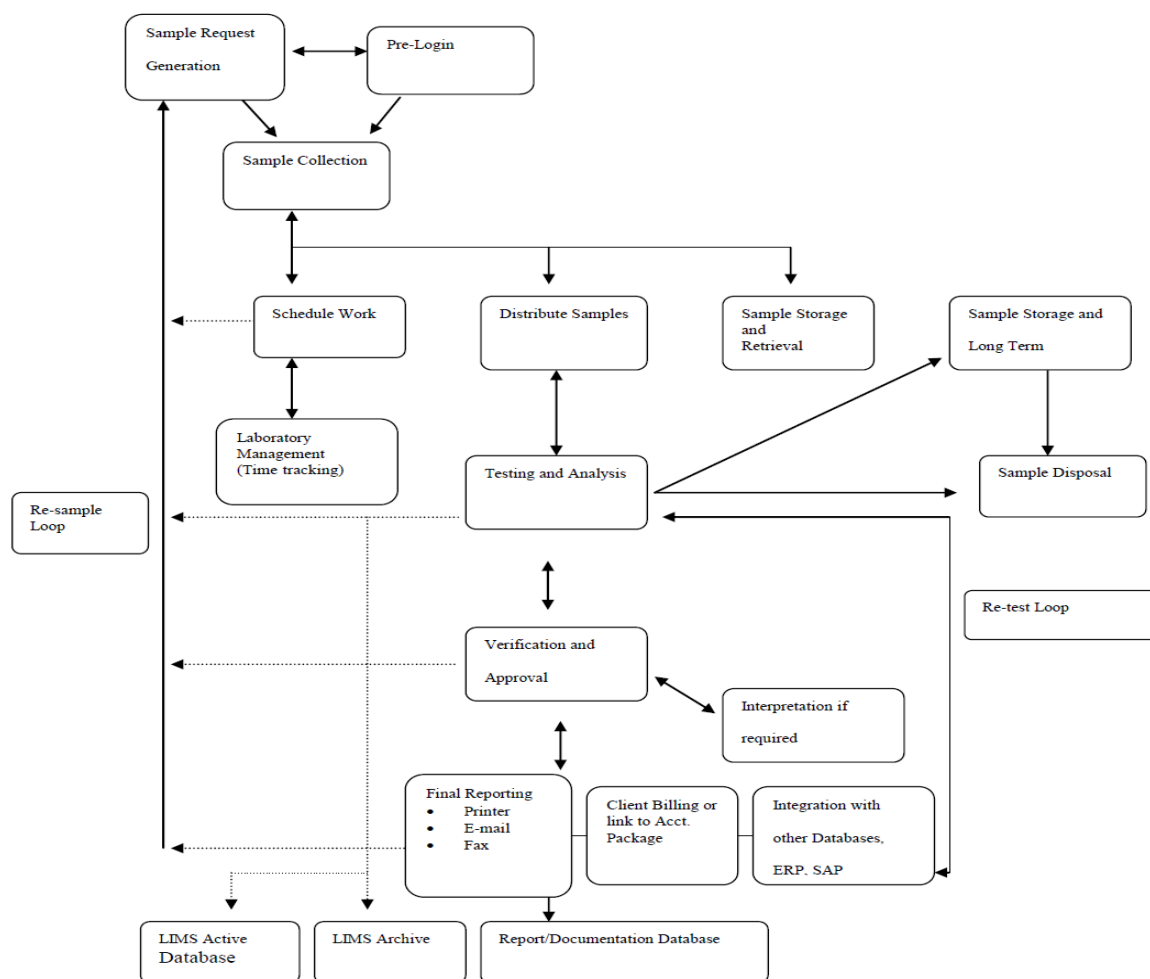 Sample Request
Generation
Pre-Login
Sample Collection
Schedule Work
Distribute Samples
Sample Storage
and
Retrieval
Sample Storage and
Long Term
Laboratory
Management
(Time tracking)
Testing and Analysis
Sample Disposal
Re-sample
Loop
Re-test Loop
Verification and
Approval
Interpretation if
required
Final Reporting
• Printer
• E-mail
• Fax
Client Billing or
link to Acct.
Package
Integration with
other Databases,
ERP, SAP
LIMS Active
Database
LIMS Archive
Report/Documentation Database